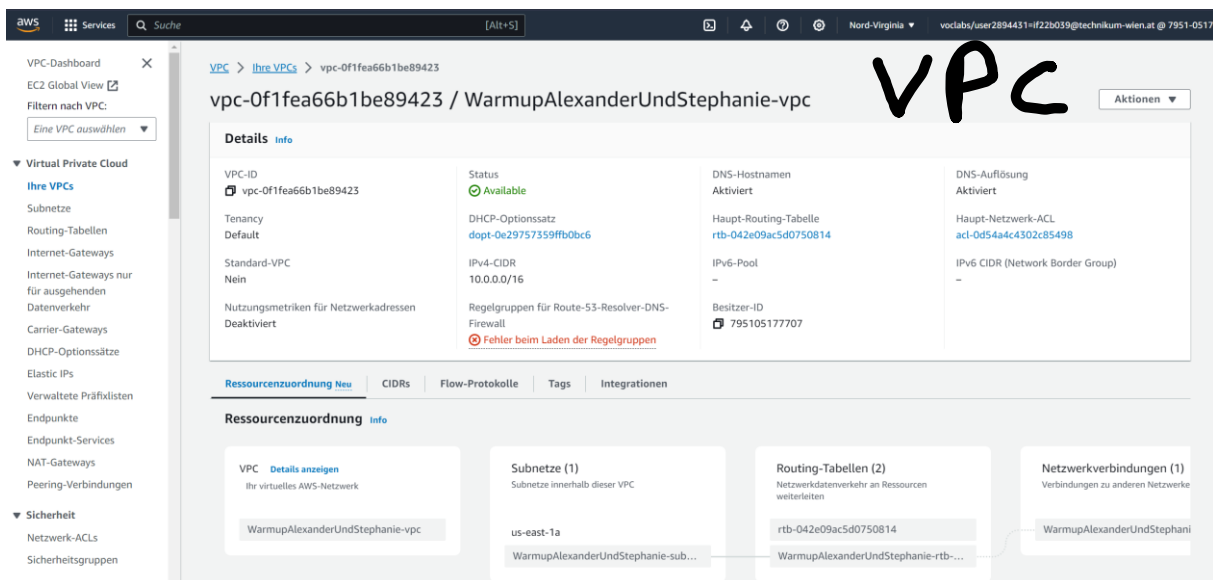 aws Services Suche [Alt+S] Nord-Virginia voclabs/user2894431=if22b039@technikum-wien.at @ 7951-0517
VPC-Dashboard
EC2 Global View
Filtern nach VPC:
Eine VPC auswählen
Virtual Private Cloud
Ihre VPCs
Subnetze
Routing-Tabellen
Internet-Gateways
Internet-Gateways nur
für ausgehenden
Datenverkehr
Carrier-Gateways
DHCP-Optionssätze
Elastic IPs
Verwaltete Präfixlisten
Endpunkte
Endpunkt-Services
NAT-Gateways
Peering-Verbindungen
Sicherheit
Netzwerk-ACLs
Sicherheitsgruppen
VPC > Ihre VPCs > vpc-0f1fea66b1be89423
vpc-0f1fea66b1be89423 / WarmupAlexanderUndStephanie-vpc
VPC
Aktionen
Details Info
VPC-ID
vpc-0f1fea66b1be89423
Status
Available
DNS-Hostnamen
Aktiviert
DNS-Auflösung
Aktiviert
Tenancy
Default
DHCP-Optionssatz
dopt-0e29757359ffb0bc6
Haupt-Routing-Tabelle
rtb-042e09ac5d0750814
Haupt-Netzwerk-ACL
acl-0d54a4c4302c85498
Standard-VPC
Nein
IPv4-CIDR
10.0.0.0/16
IPv6-Pool
–
IPv6 CIDR (Network Border Group)
–
Nutzungsmetriken für Netzwerkadressen
Deaktiviert
Regelgruppen für Route-53-Resolver-DNS-
Firewall
Fehler beim Laden der Regelgruppen
Besitzer-ID
795105177707
Ressourcenzuordnung Neu CIDRs Flow-Protokolle Tags Integrationen
Ressourcenzuordnung Info
VPC Details anzeigen
Ihr virtuelles AWS-Netzwerk
WarmupAlexanderUndStephanie-vpc
Subnetze (1)
Subnetze innerhalb dieser VPC
us-east-1a
WarmupAlexanderUndStephanie-sub...
Routing-Tabellen (2)
Netzwerkdatenverkehr an Ressourcen
weiterleiten
rtb-042e09ac5d0750814
WarmupAlexanderUndStephanie-rtb-...
Netzwerkverbindungen (1)
Verbindungen zu anderen Netzwerke
WarmupAlexanderUndStephani